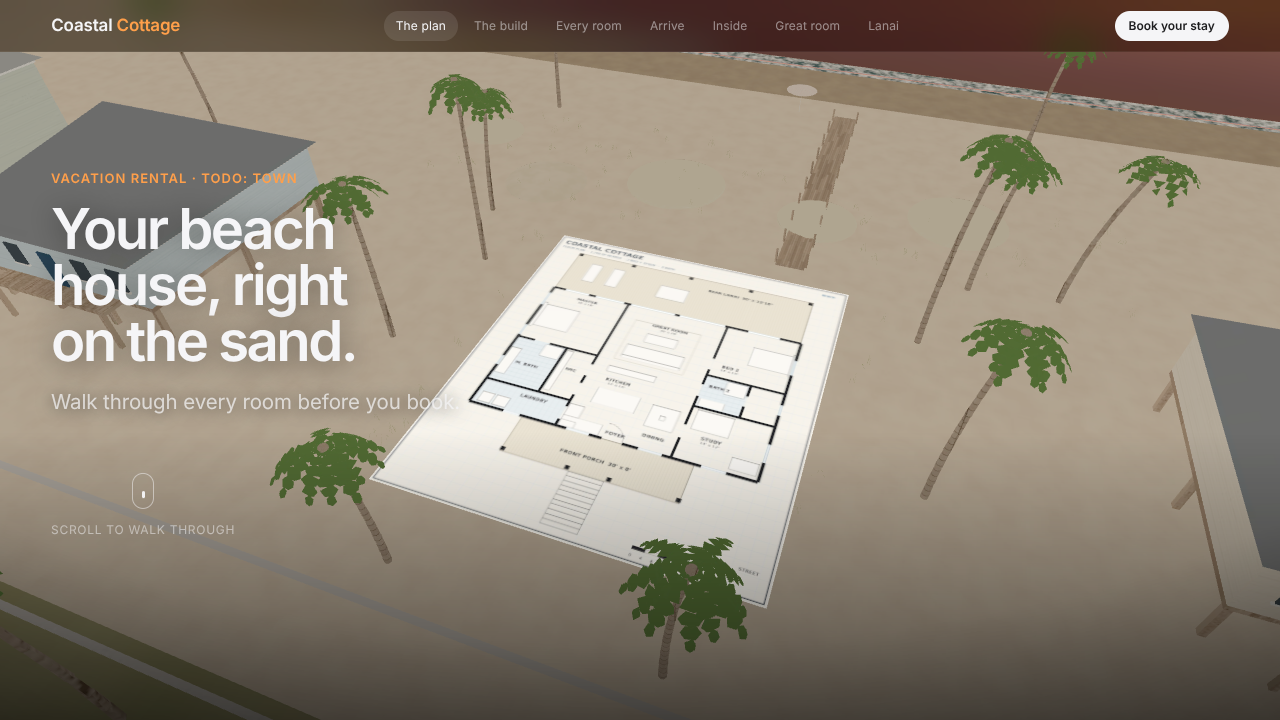 Coastal Cottage
The plan
The build
Every room
Arrive
Inside
Great room
Lanai
Book your stay
VACATION RENTAL · TODO: TOWN
Your beach
house, right
on the sand.
Walk through every room before you book.
SCROLL TO WALK THROUGH
COASTAL COTTAGE
GREAT ROOM
KITCHEN
M. BATH
LAUNDRY
BED 2
BATH 2
FOYER
DINING
STUDY
FRONT PORCH
STREET